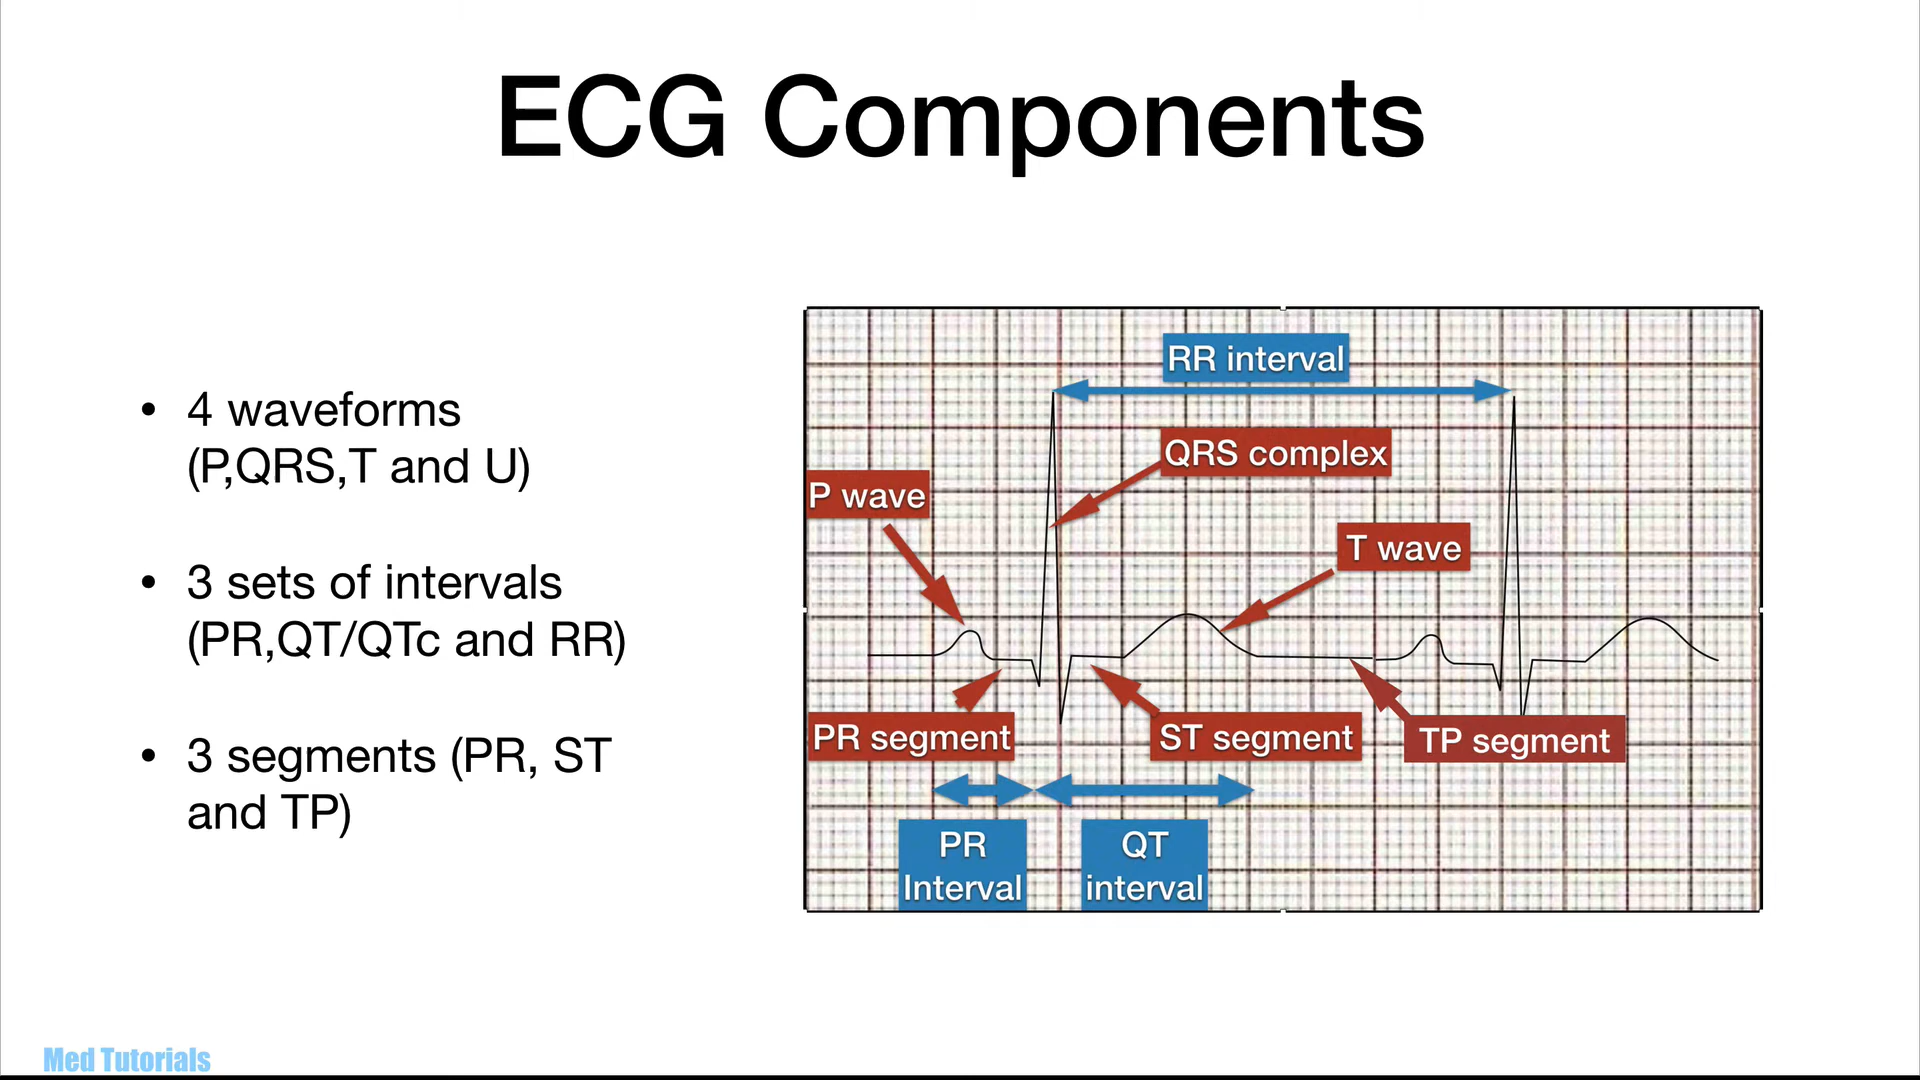 ECG Components
• 4 waveforms
(P,QRS,T and U)
• 3 sets of intervals
(PR,QT/QTc and RR)
• 3 segments (PR, ST
and TP)
RR interval
QRS complex
P wave
T wave
PR segment
ST segment
TP segment
PR
Interval
QT
interval
Med Tutorials